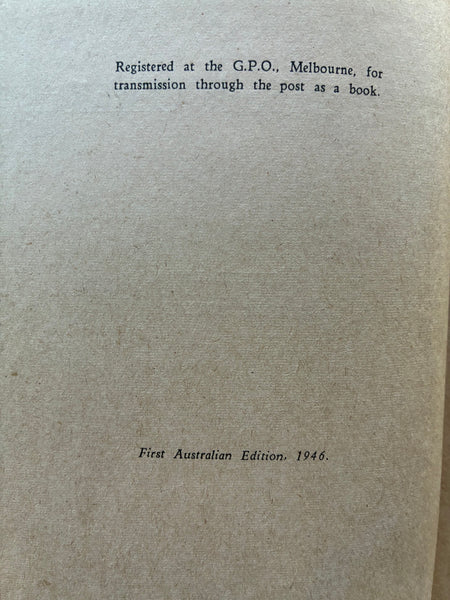 Registered at the G.P.O., Melbourne, for
transmission through the post as a book.
First Australian Edition, 1946.